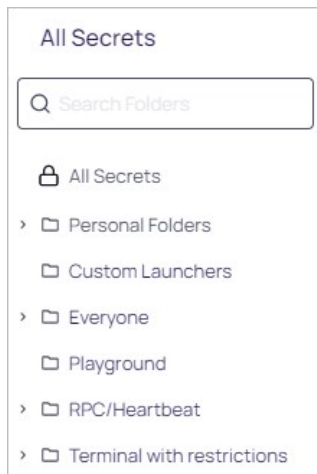 All Secrets
Search Folders
All Secrets
Personal Folders
Custom Launchers
Everyone
Playground
RPC/Heartbeat
Terminal with restrictions